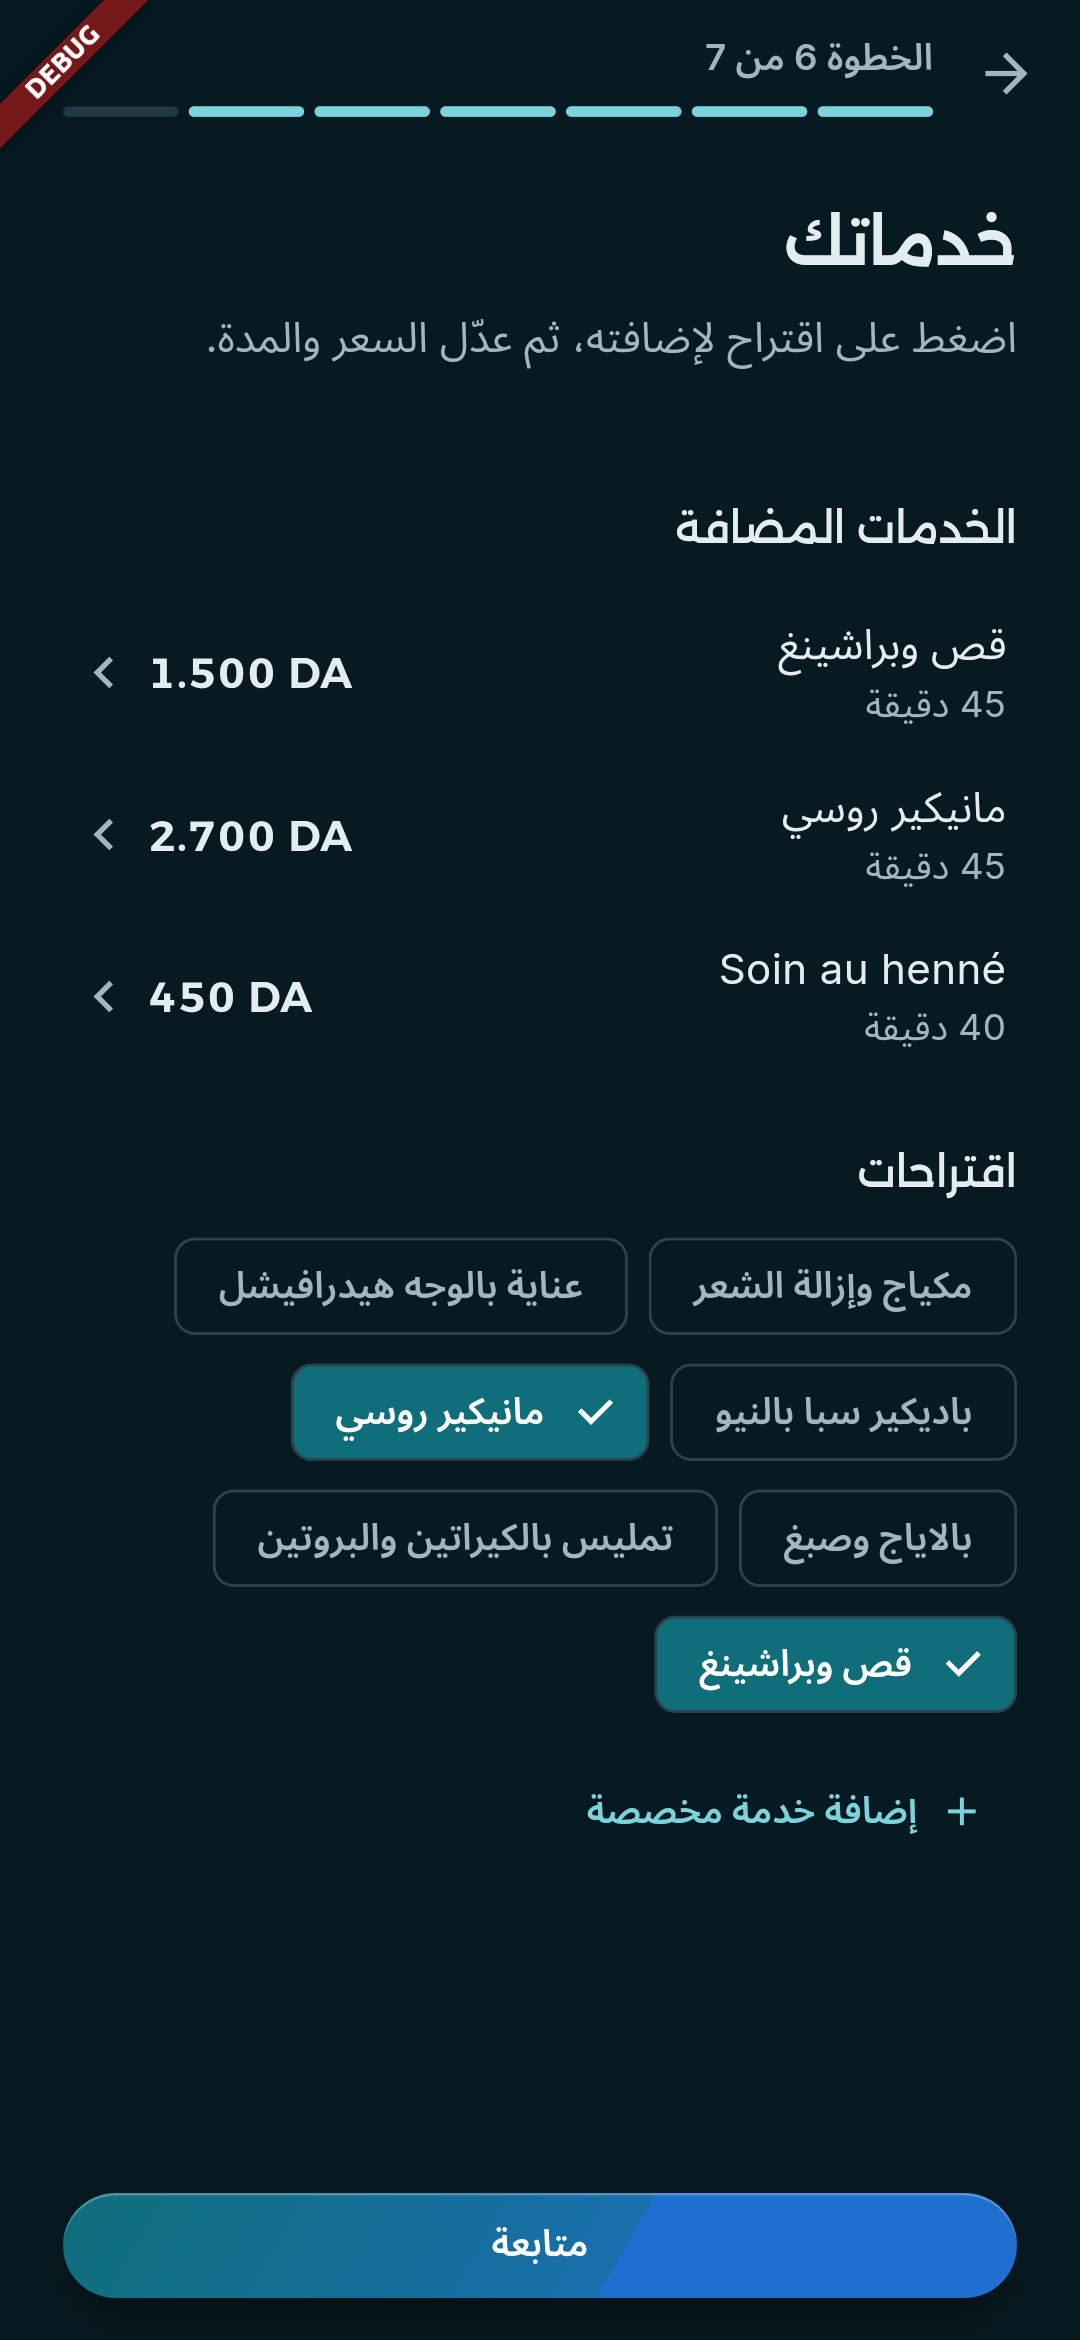 DEBUG
الخطوة 6 من 7
خدماتك
اضغط على اقتراح لإضافته، ثم عدّل السعر والمدة.
الخدمات المضافة
قص وبراشينغ
45 دقيقة
1.500 DA
مانيكير روسي
45 دقيقة
2.700 DA
Soin au henné
40 دقيقة
450 DA
اقتراحات
مكياج وإزالة الشعر
عناية بالوجه هيدرافيشل
باديكير سبا بالنيو
مانيكير روسي
بالاياج وصبغ
تمليس بالكيراتين والبروتين
قص وبراشينغ
إضافة خدمة مخصصة
متابعة